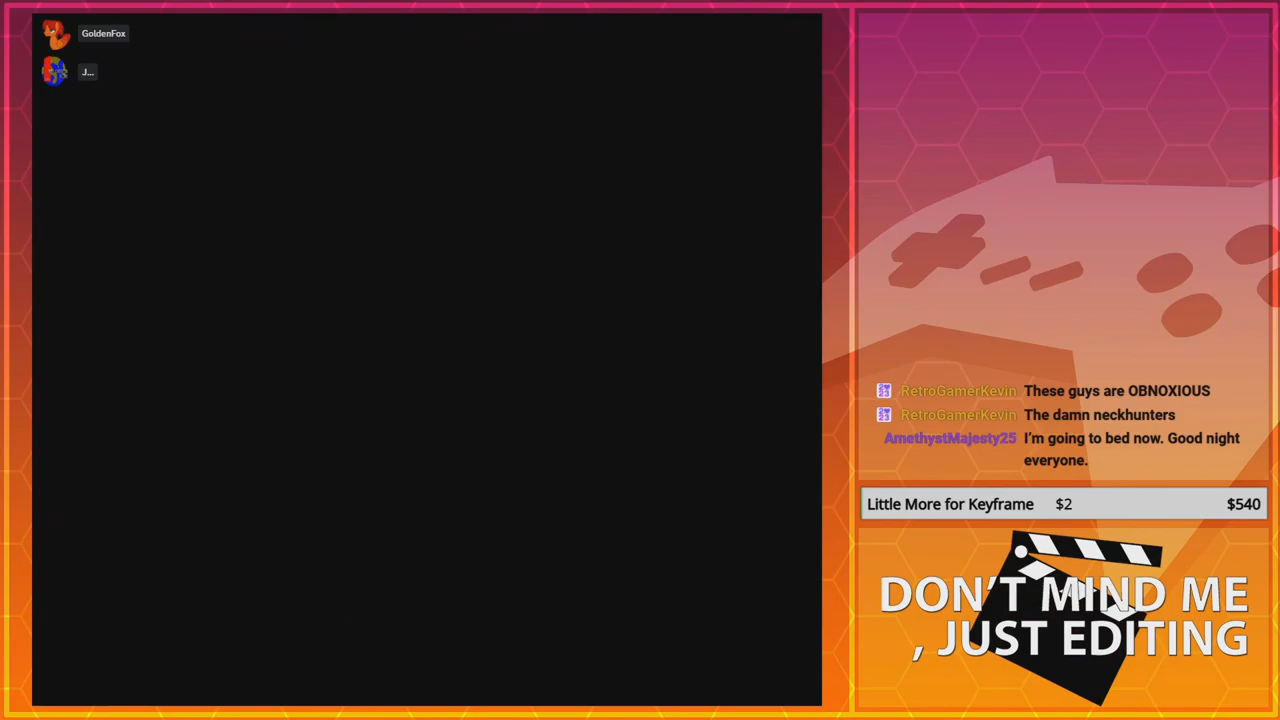 GoldenFox
J...
RetroGamerKevin These guys are OBNOXIOUS
RetroGamerKevin The damn neckhunters
AmethystMajesty25 I'm going to bed now. Good night
everyone.
Little More for Keyframe $2 $540
DON'T MIND ME
, JUST EDITING